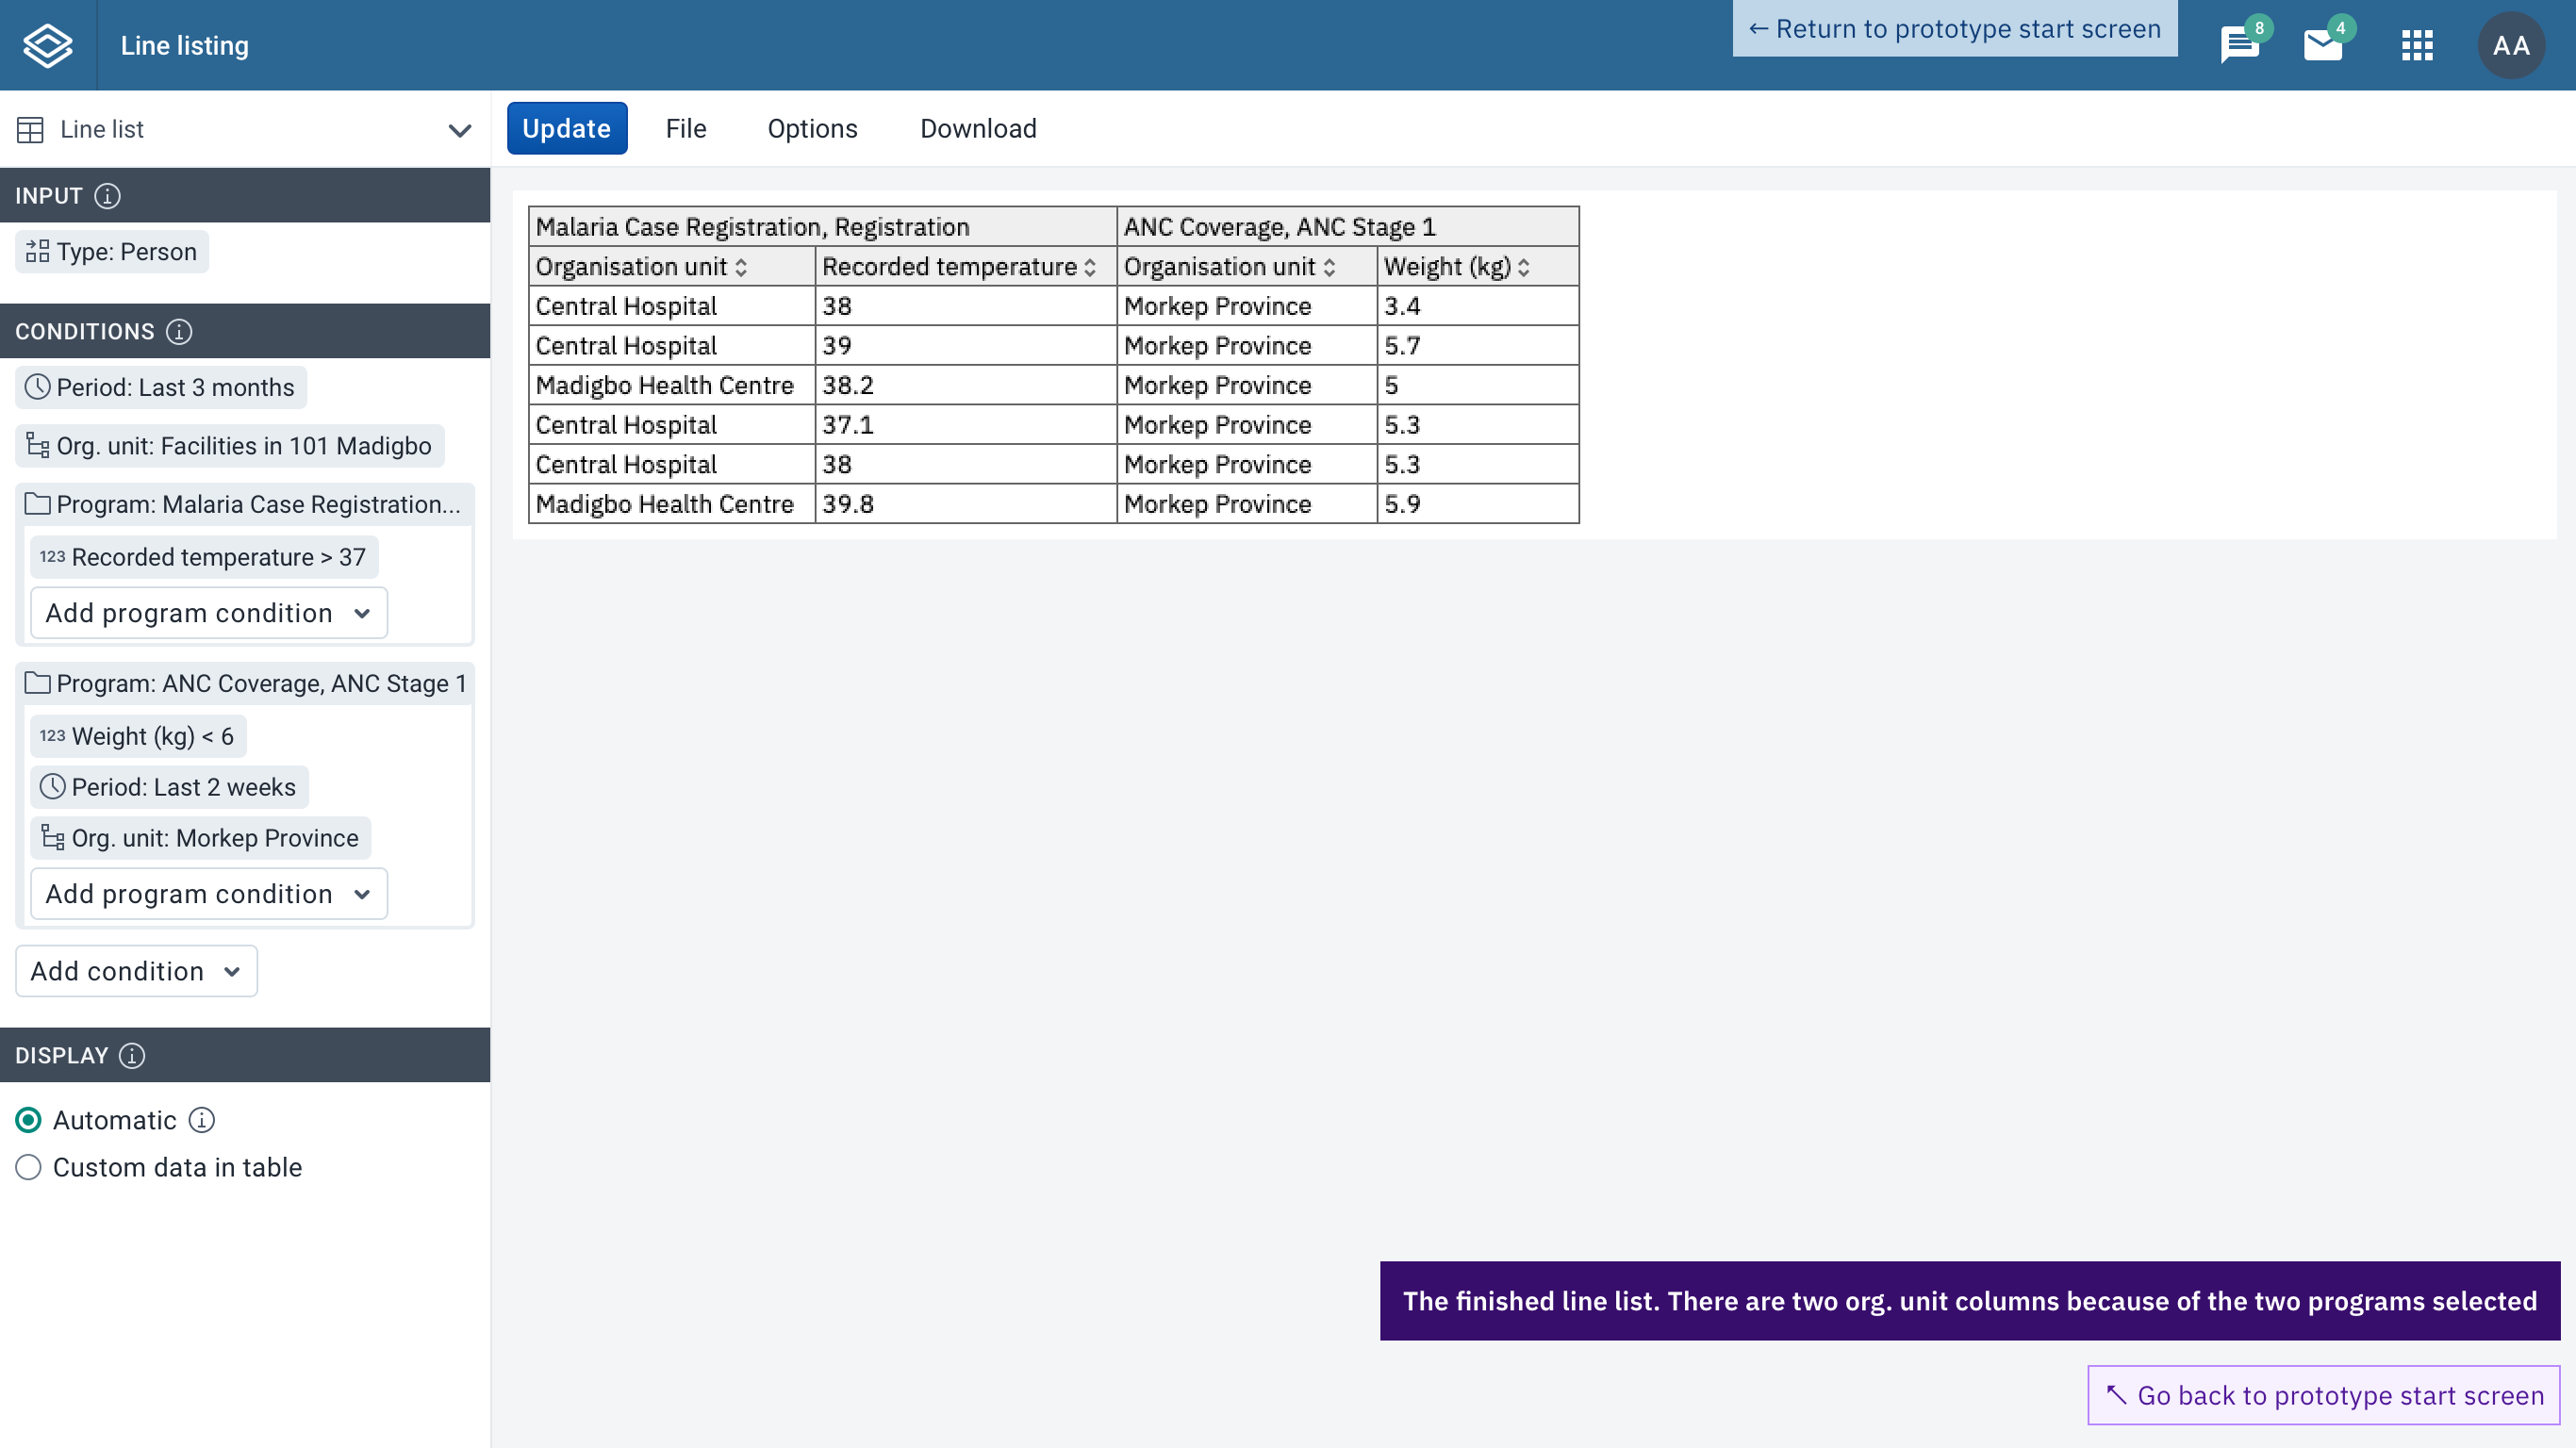 Line listing
← Return to prototype start screen
8
4
AA
Line list
Update
File
Options
Download
INPUT
Type: Person
CONDITIONS
Period: Last 3 months
Org. unit: Facilities in 101 Madigbo
Program: Malaria Case Registration...
123 Recorded temperature > 37
Add program condition
Program: ANC Coverage, ANC Stage 1
123 Weight (kg) < 6
Period: Last 2 weeks
Org. unit: Morkep Province
Add program condition
Add condition
DISPLAY
Automatic
Custom data in table
Malaria Case Registration, Registration ANC Coverage, ANC Stage 1
Organisation unit Recorded temperature Organisation unit Weight (kg)
Central Hospital 38 Morkep Province 3.4
Central Hospital 39 Morkep Province 5.7
Madigbo Health Centre 38.2 Morkep Province 5
Central Hospital 37.1 Morkep Province 5.3
Central Hospital 38 Morkep Province 5.3
Madigbo Health Centre 39.8 Morkep Province 5.9
The finished line list. There are two org. unit columns because of the two programs selected
↖ Go back to prototype start screen